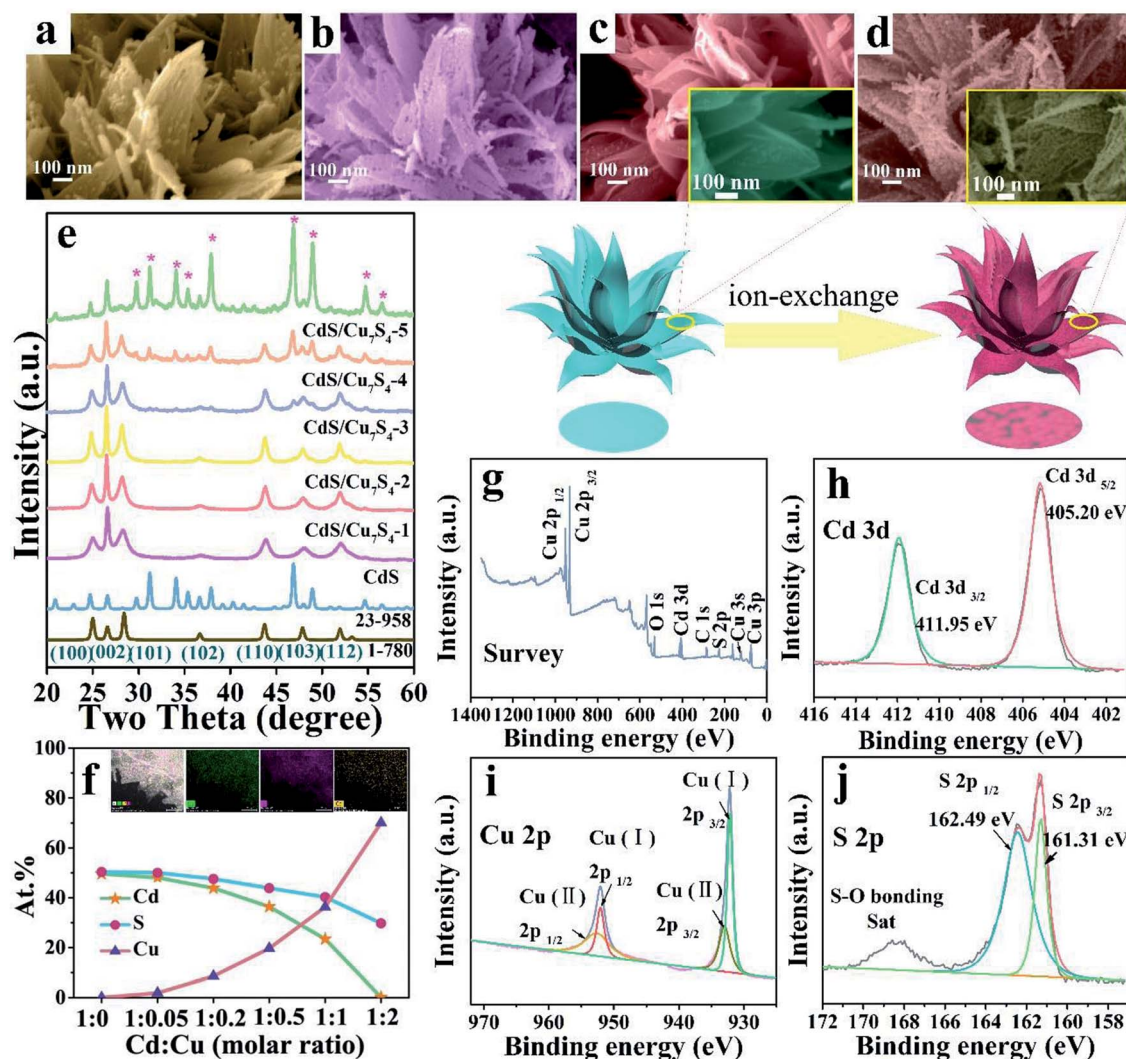 a
100 nm
b
100 nm
c
100 nm
100 nm
d
100 nm
100 nm
ion-exchange
e
* * * * * * * * *
CdS/Cu₇S₄-5
CdS/Cu₇S₄-4
CdS/Cu₇S₄-3
CdS/Cu₇S₄-2
CdS/Cu₇S₄-1
CdS
23-958
1-780
(100) (002) (101) (102) (110) (103) (112)
20 25 30 35 40 45 50 55 60
Two Theta (degree)
Intensity (a.u.)
f
Cd
S
Cu
100
80
60
40
20
0
At.%
1:0 1:0.05 1:0.2 1:0.5 1:1 1:2
Cd:Cu (molar ratio)
g
Cu 2p 1/2
Cu 2p 3/2
O 1s
Cd 3d
C 1s
S 2p
Cu 3s
Cu 3p
Survey
1400 1200 1000 800 600 400 200 0
Binding energy (eV)
Intensity (a.u.)
h
Cd 3d
Cd 3d 5/2
405.20 eV
Cd 3d 3/2
411.95 eV
416 414 412 410 408 406 404 402
Binding energy (eV)
Intensity (a.u.)
i
Cu 2p
Cu (Ⅰ)
2p 3/2
Cu (Ⅰ)
2p 1/2
Cu (Ⅱ)
2p 1/2
Cu (Ⅱ)
2p 3/2
970 960 950 940 930
Binding energy (eV)
Intensity (a.u.)
j
S 2p
S 2p 1/2
162.49 eV
S 2p 3/2
161.31 eV
S-O bonding
Sat
172 170 168 166 164 162 160 158
Binding energy (eV)
Intensity (a.u.)